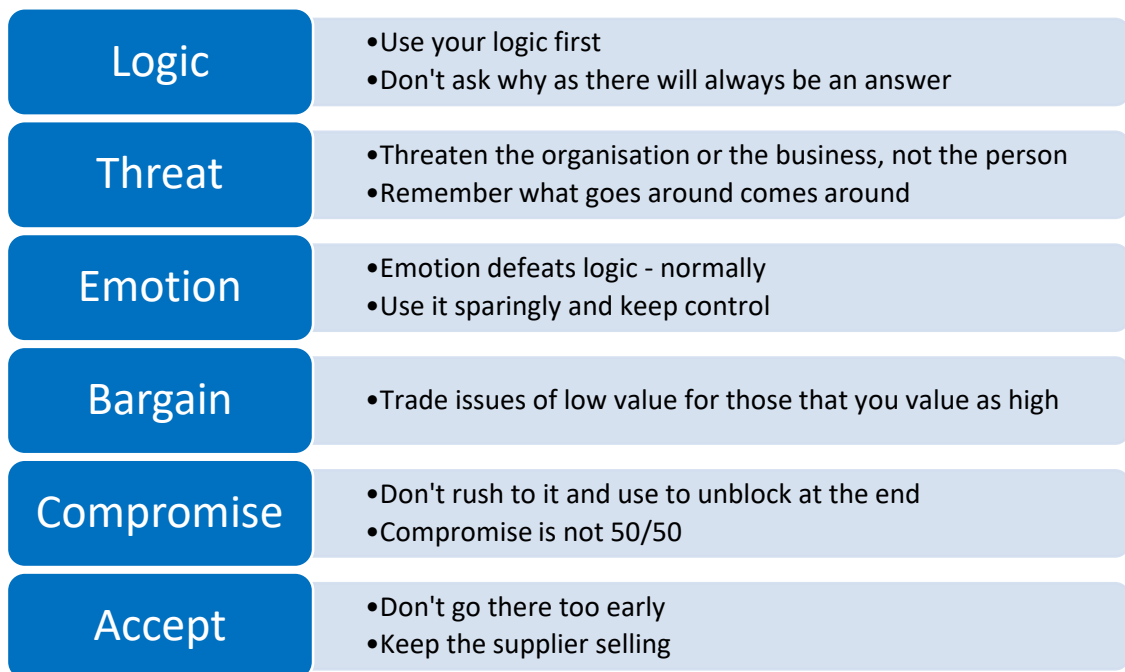 Logic
•Use your logic first
•Don't ask why as there will always be an answer
Threat
•Threaten the organisation or the business, not the person
•Remember what goes around comes around
Emotion
•Emotion defeats logic - normally
•Use it sparingly and keep control
Bargain
•Trade issues of low value for those that you value as high
Compromise
•Don't rush to it and use to unblock at the end
•Compromise is not 50/50
Accept
•Don't go there too early
•Keep the supplier selling